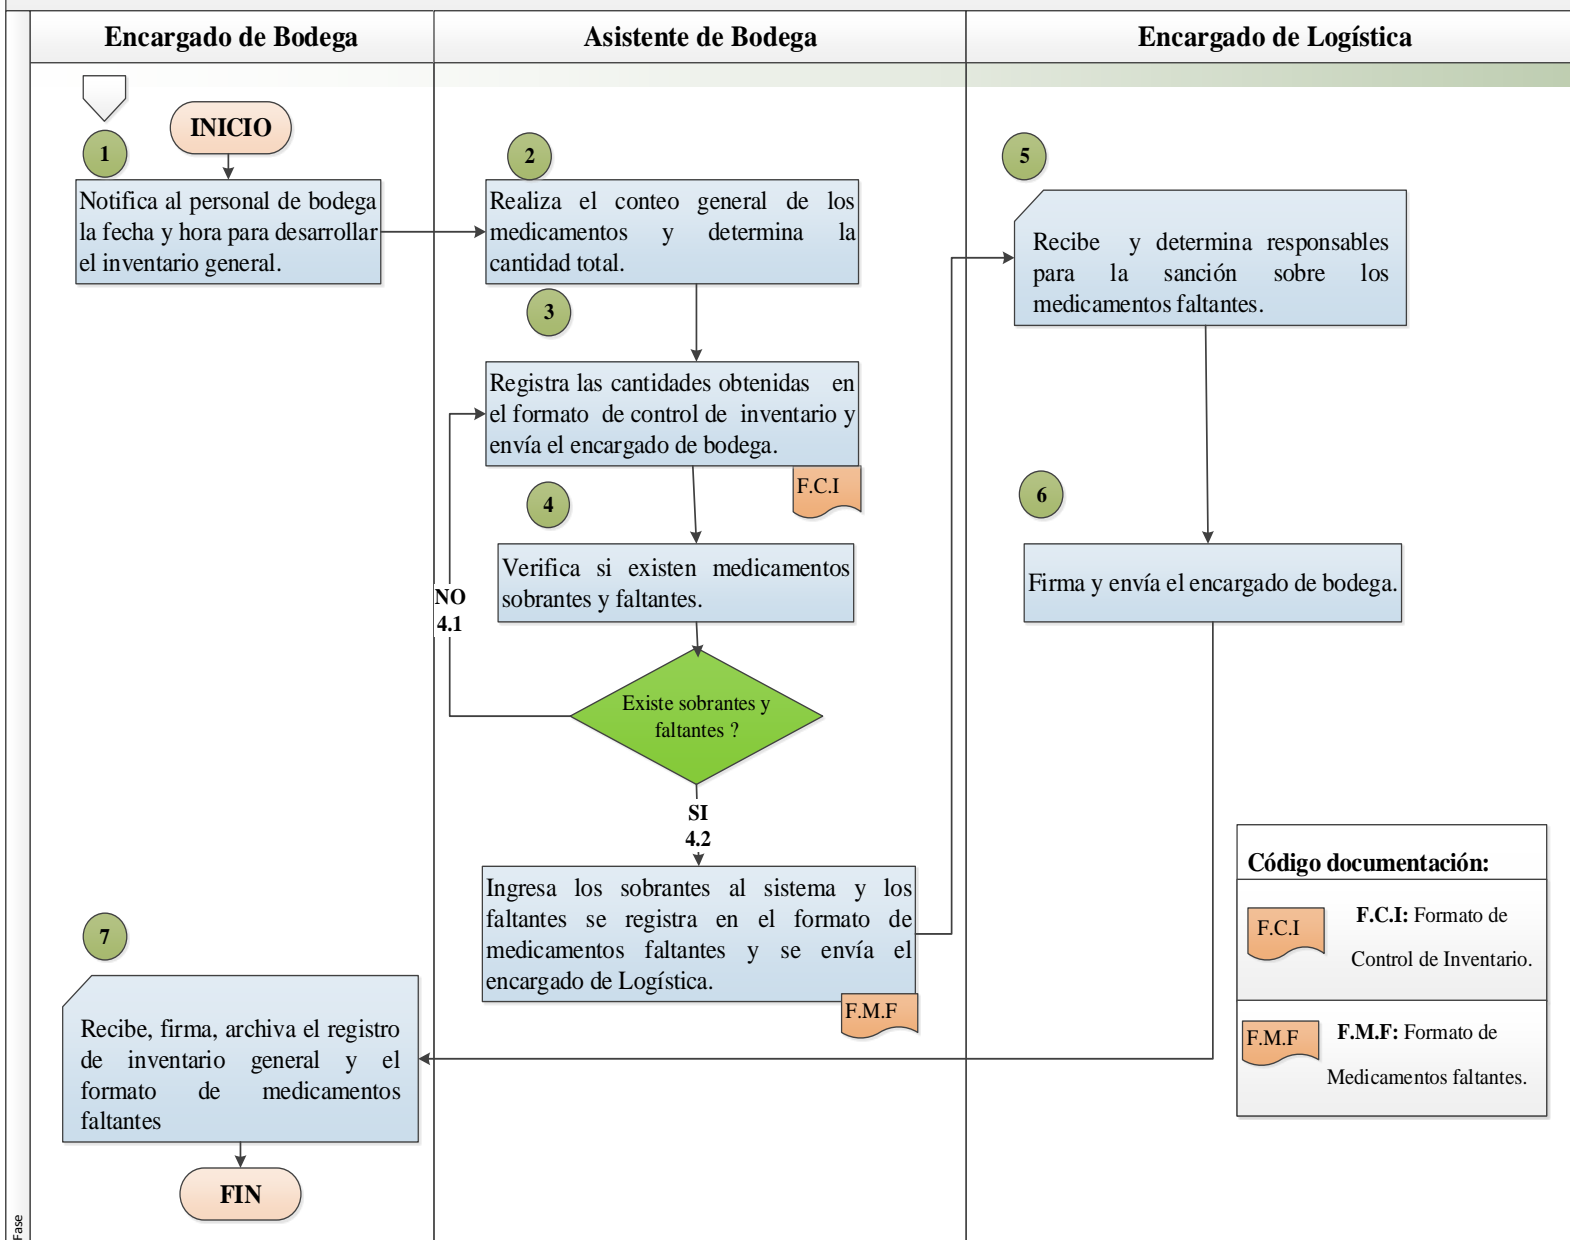 Encargado de Bodega
Asistente de Bodega
Encargado de Logística
INICIO
1
Notifica al personal de bodega
la fecha y hora para desarrollar
el inventario general.
2
Realiza el conteo general de los
medicamentos y determina la
cantidad total.
3
Registra las cantidades obtenidas en
el formato de control de inventario y
envía el encargado de bodega.
F.C.I
4
Verifica si existen medicamentos
sobrantes y faltantes.
NO
4.1
Existe sobrantes y
faltantes ?
SI
4.2
Ingresa los sobrantes al sistema y los
faltantes se registra en el formato de
medicamentos faltantes y se envía el
encargado de Logística.
F.M.F
5
Recibe y determina responsables
para la sanción sobre los
medicamentos faltantes.
6
Firma y envía el encargado de bodega.
7
Recibe, firma, archiva el registro
de inventario general y el
formato de medicamentos
faltantes
FIN
Código documentación:
F.C.I
F.C.I: Formato de
Control de Inventario.
F.M.F
F.M.F: Formato de
Medicamentos faltantes.
Fase